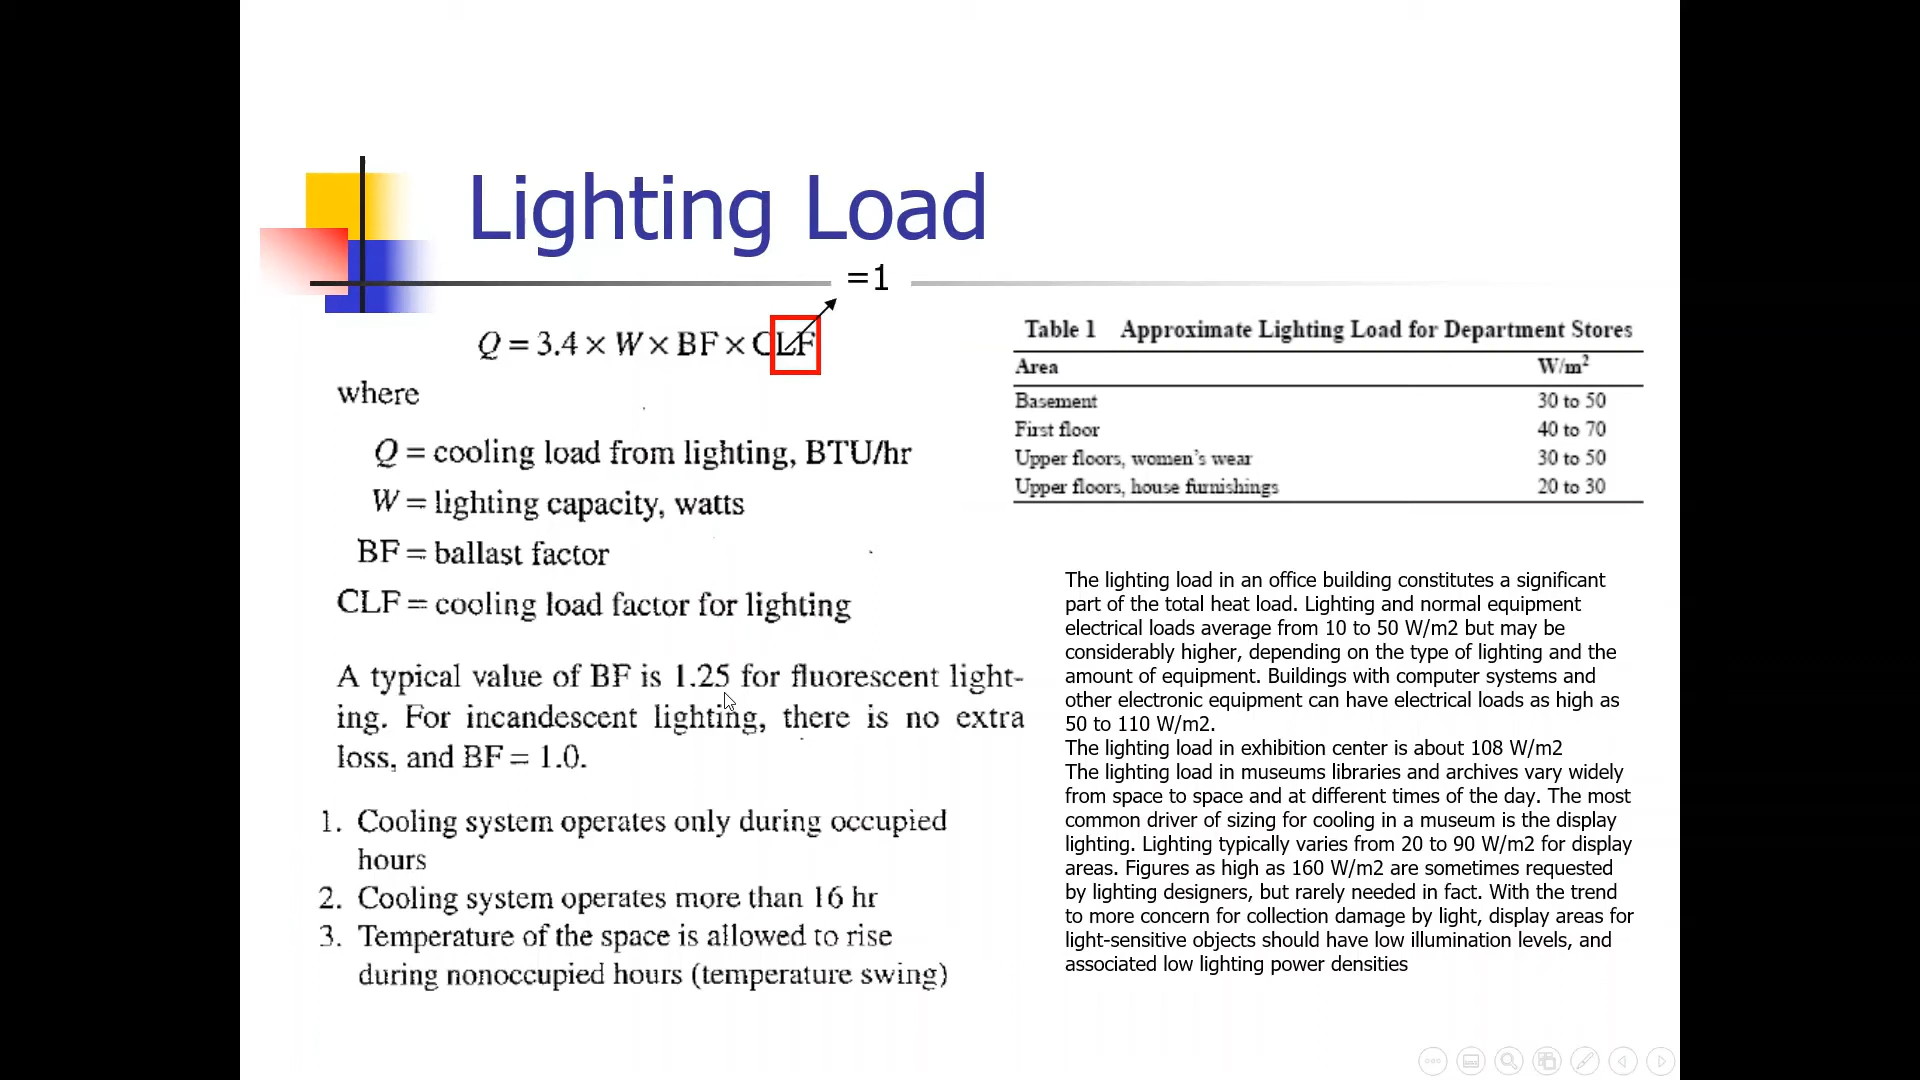 Lighting Load
=1
Q = 3.4 × W × BF × CLF
where
Q = cooling load from lighting, BTU/hr
W = lighting capacity, watts
BF = ballast factor
CLF = cooling load factor for lighting
A typical value of BF is 1.25 for fluorescent light-
ing. For incandescent lighting, there is no extra
loss, and BF = 1.0.
1. Cooling system operates only during occupied
hours
2. Cooling system operates more than 16 hr
3. Temperature of the space is allowed to rise
during nonoccupied hours (temperature swing)
Table 1 Approximate Lighting Load for Department Stores
Area W/m²
Basement 30 to 50
First floor 40 to 70
Upper floors, women's wear 30 to 50
Upper floors, house furnishings 20 to 30
The lighting load in an office building constitutes a significant
part of the total heat load. Lighting and normal equipment
electrical loads average from 10 to 50 W/m2 but may be
considerably higher, depending on the type of lighting and the
amount of equipment. Buildings with computer systems and
other electronic equipment can have electrical loads as high as
50 to 110 W/m2.
The lighting load in exhibition center is about 108 W/m2
The lighting load in museums libraries and archives vary widely
from space to space and at different times of the day. The most
common driver of sizing for cooling in a museum is the display
lighting. Lighting typically varies from 20 to 90 W/m2 for display
areas. Figures as high as 160 W/m2 are sometimes requested
by lighting designers, but rarely needed in fact. With the trend
to more concern for collection damage by light, display areas for
light-sensitive objects should have low illumination levels, and
associated low lighting power densities